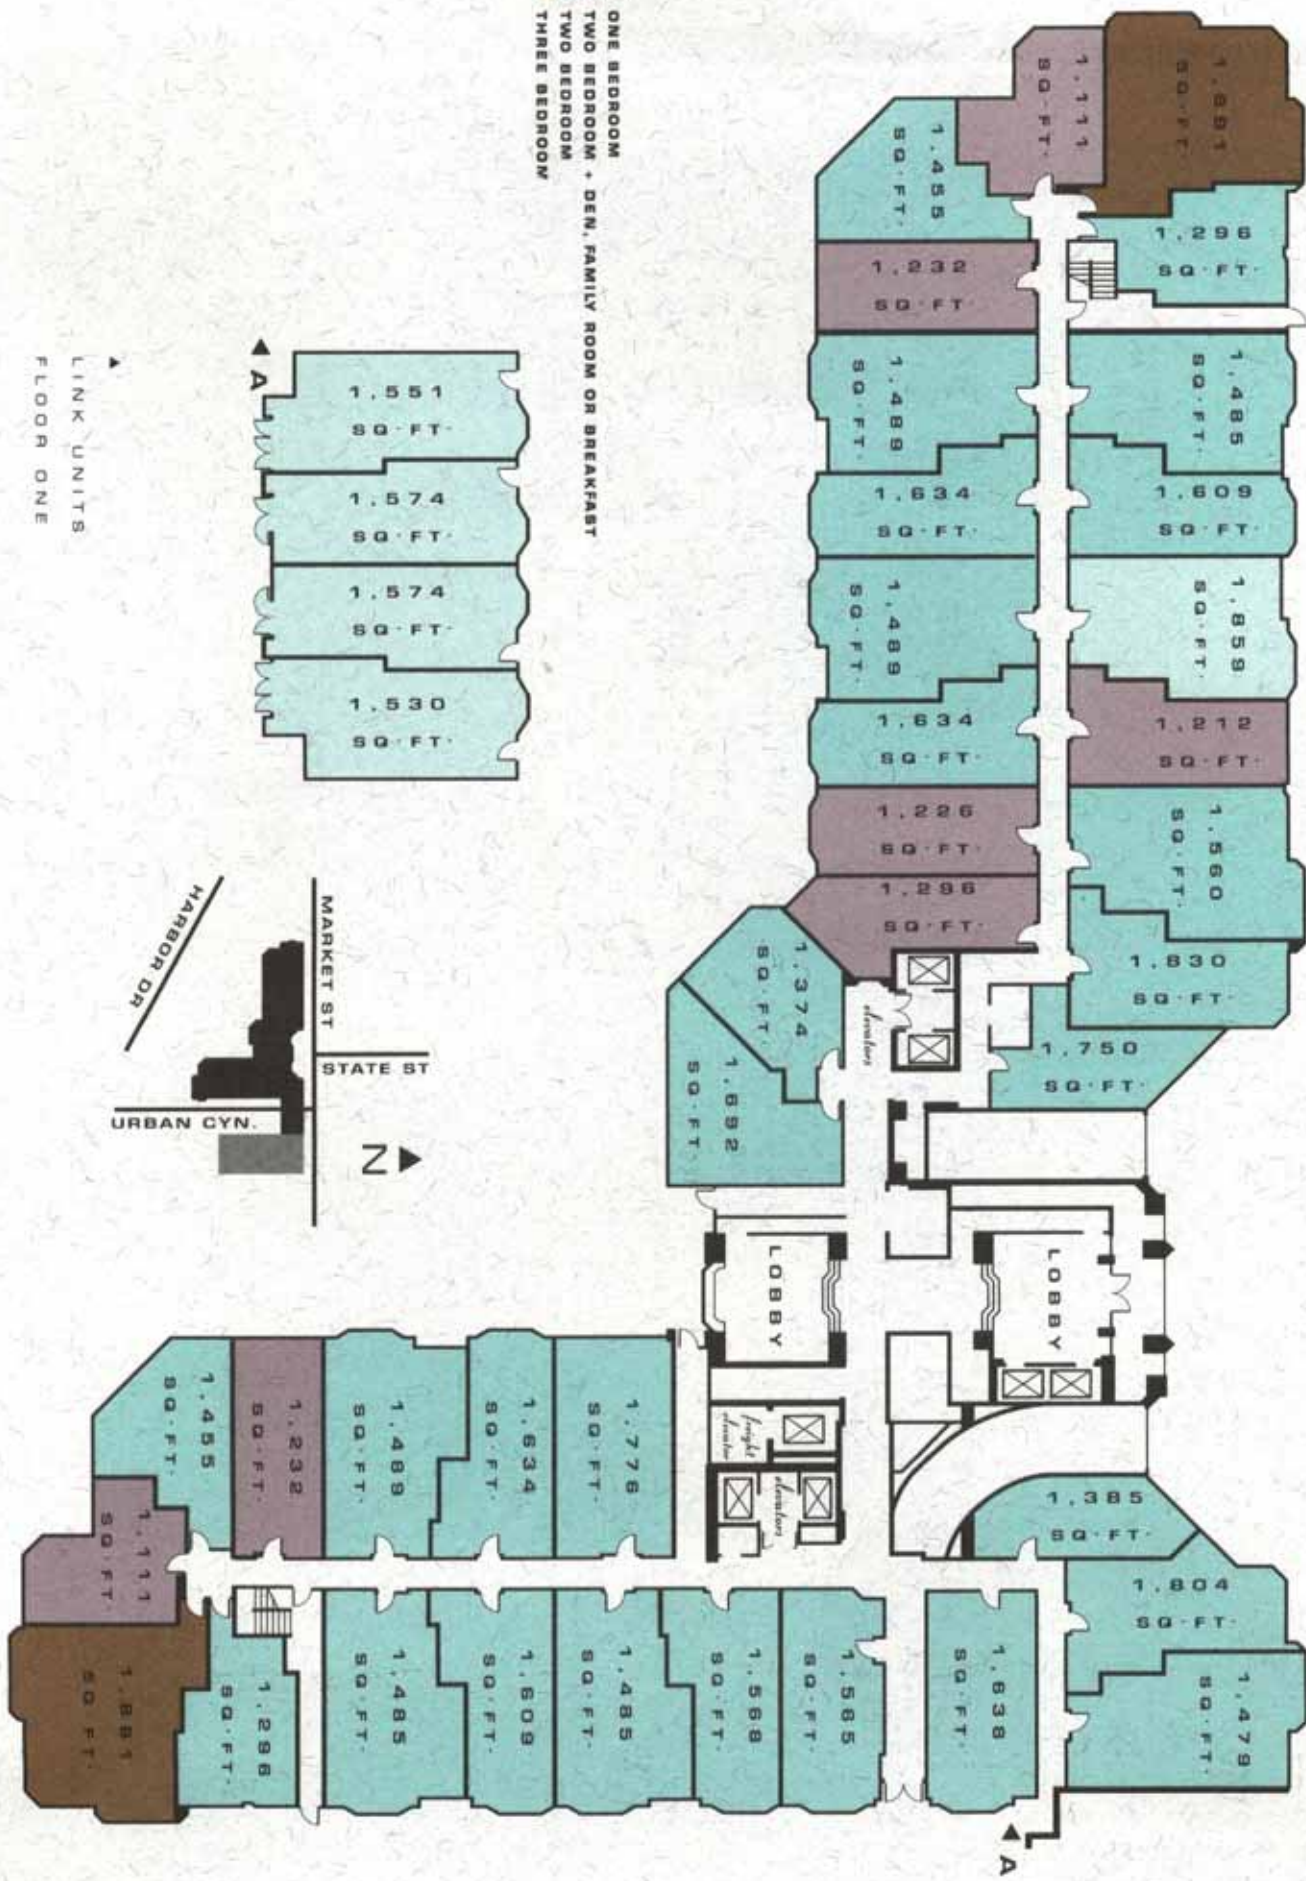 ONE BEDROOM
TWO BEDROOM + DEN, FAMILY ROOM OR BREAKFAST
TWO BEDROOM
THREE BEDROOM
1,111
SQ·FT·
1,881
SQ·FT·
1,455
SQ·FT·
1,296
SQ·FT·
1,232
SQ·FT·
1,489
SQ·FT·
1,485
SQ·FT·
1,634
SQ·FT·
1,609
SQ·FT·
1,489
SQ·FT·
1,859
SQ·FT·
1,634
SQ·FT·
1,212
SQ·FT·
1,226
SQ·FT·
1,560
SQ·FT·
1,296
SQ·FT·
1,830
SQ·FT·
1,374
SQ·FT·
elevators
1,750
SQ·FT·
1,692
SQ·FT·
LOBBY
LOBBY
freight
elevator
elevators
1,385
SQ·FT·
1,804
SQ·FT·
1,479
SQ·FT·
1,638
SQ·FT·
A
1,455
SQ·FT·
1,232
SQ·FT·
1,489
SQ·FT·
1,634
SQ·FT·
1,776
SQ·FT·
1,111
SQ·FT·
1,881
SQ·FT·
1,296
SQ·FT·
1,485
SQ·FT·
1,609
SQ·FT·
1,485
SQ·FT·
1,568
SQ·FT·
1,565
SQ·FT·
A
1,551
SQ·FT·
1,574
SQ·FT·
1,574
SQ·FT·
1,530
SQ·FT·
LINK UNITS
FLOOR ONE
HARBOR DR
MARKET ST
STATE ST
URBAN CYN.
N